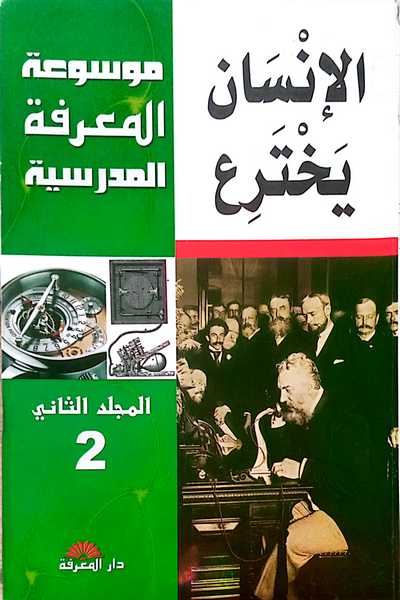 الإنْسَان
يَخْتَرِع
موسوعة
المعرفة
المدرسية
المجلد الثاني
2
دار المعرفة